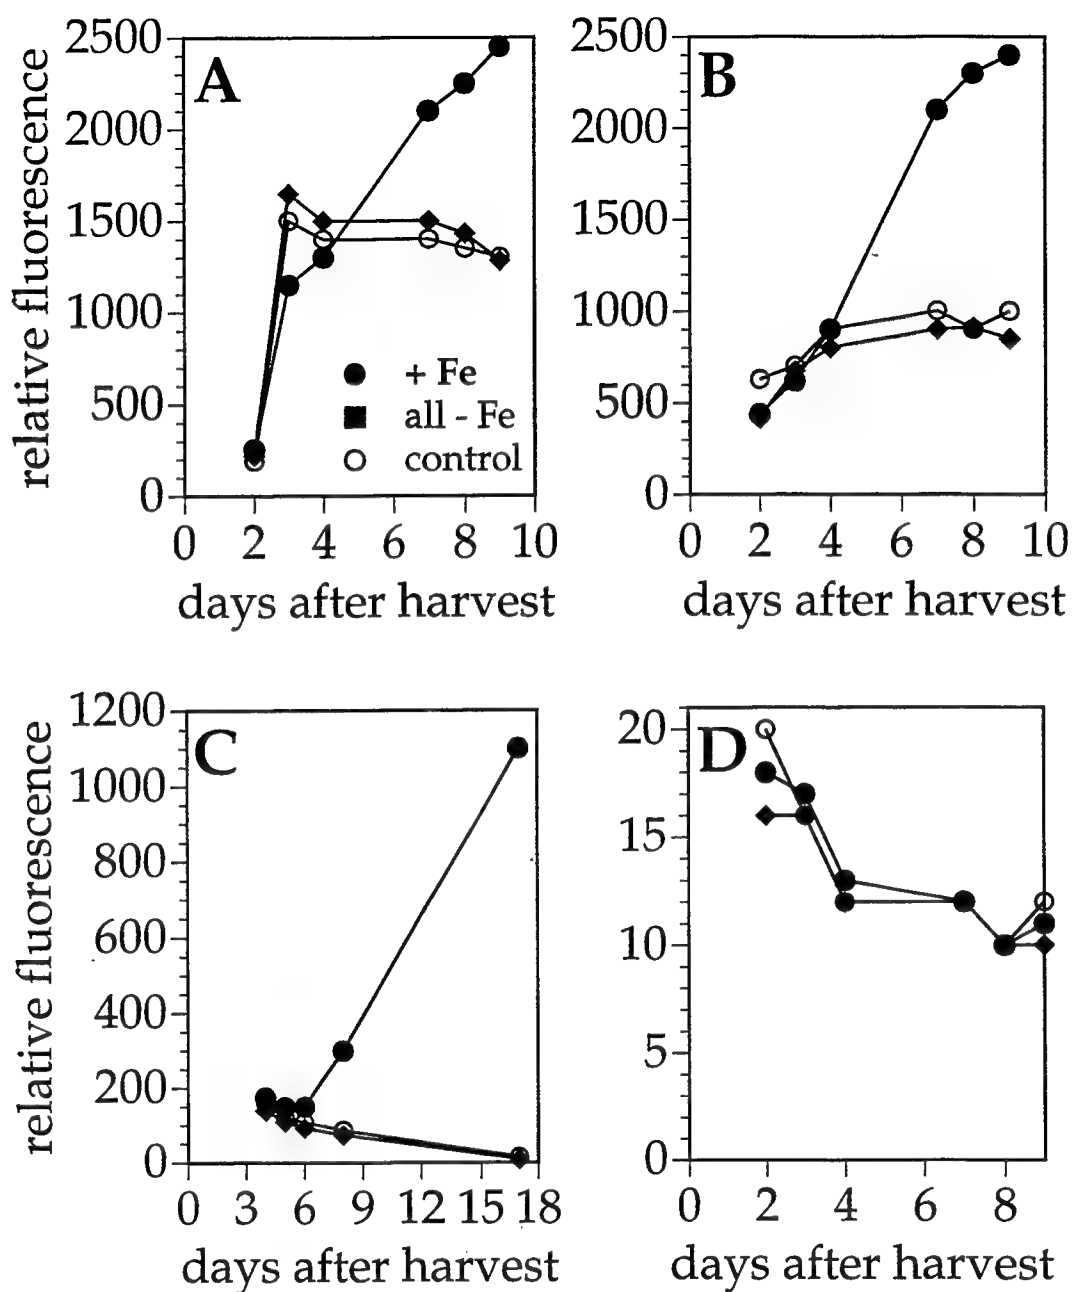 A
relative fluorescence
2500
2000
1500
1000
500
0
0 2 4 6 8 10
days after harvest
+ Fe
all - Fe
control
B
2500
2000
1500
1000
500
0
0 2 4 6 8 10
days after harvest
C
relative fluorescence
1200
1000
800
600
400
200
0
0 3 6 9 12 15 18
days after harvest
D
20
15
10
5
0
0 2 4 6 8
days after harvest